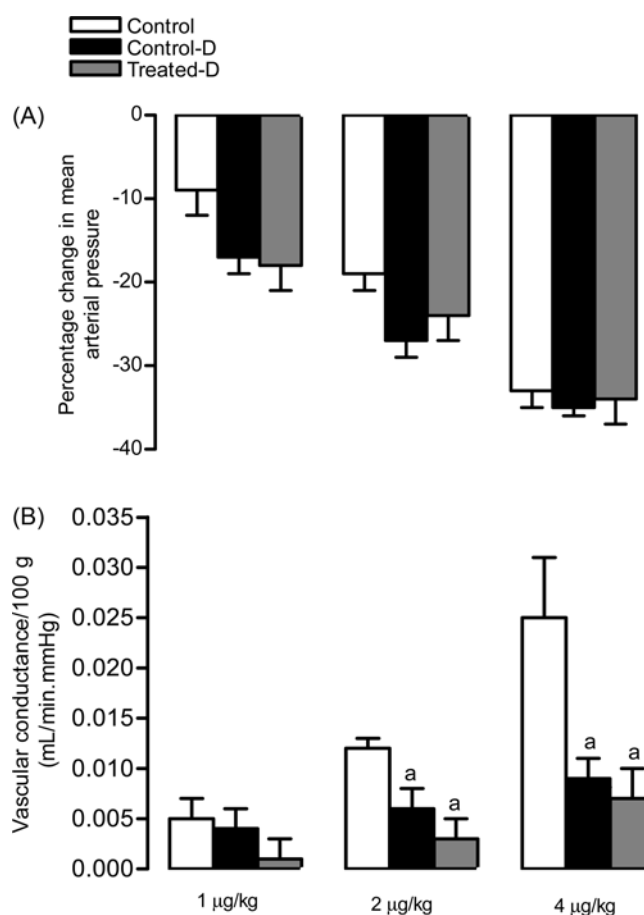 Control
Control-D
Treated-D
(A)
Percentage change in mean
arterial pressure
0
-10
-20
-30
-40
(B)
Vascular conductance/100 g
(mL/min.mmHg)
0.035
0.030
0.025
0.020
0.015
0.010
0.005
0.000
a
a
a
a
1 µg/kg
2 µg/kg
4 µg/kg